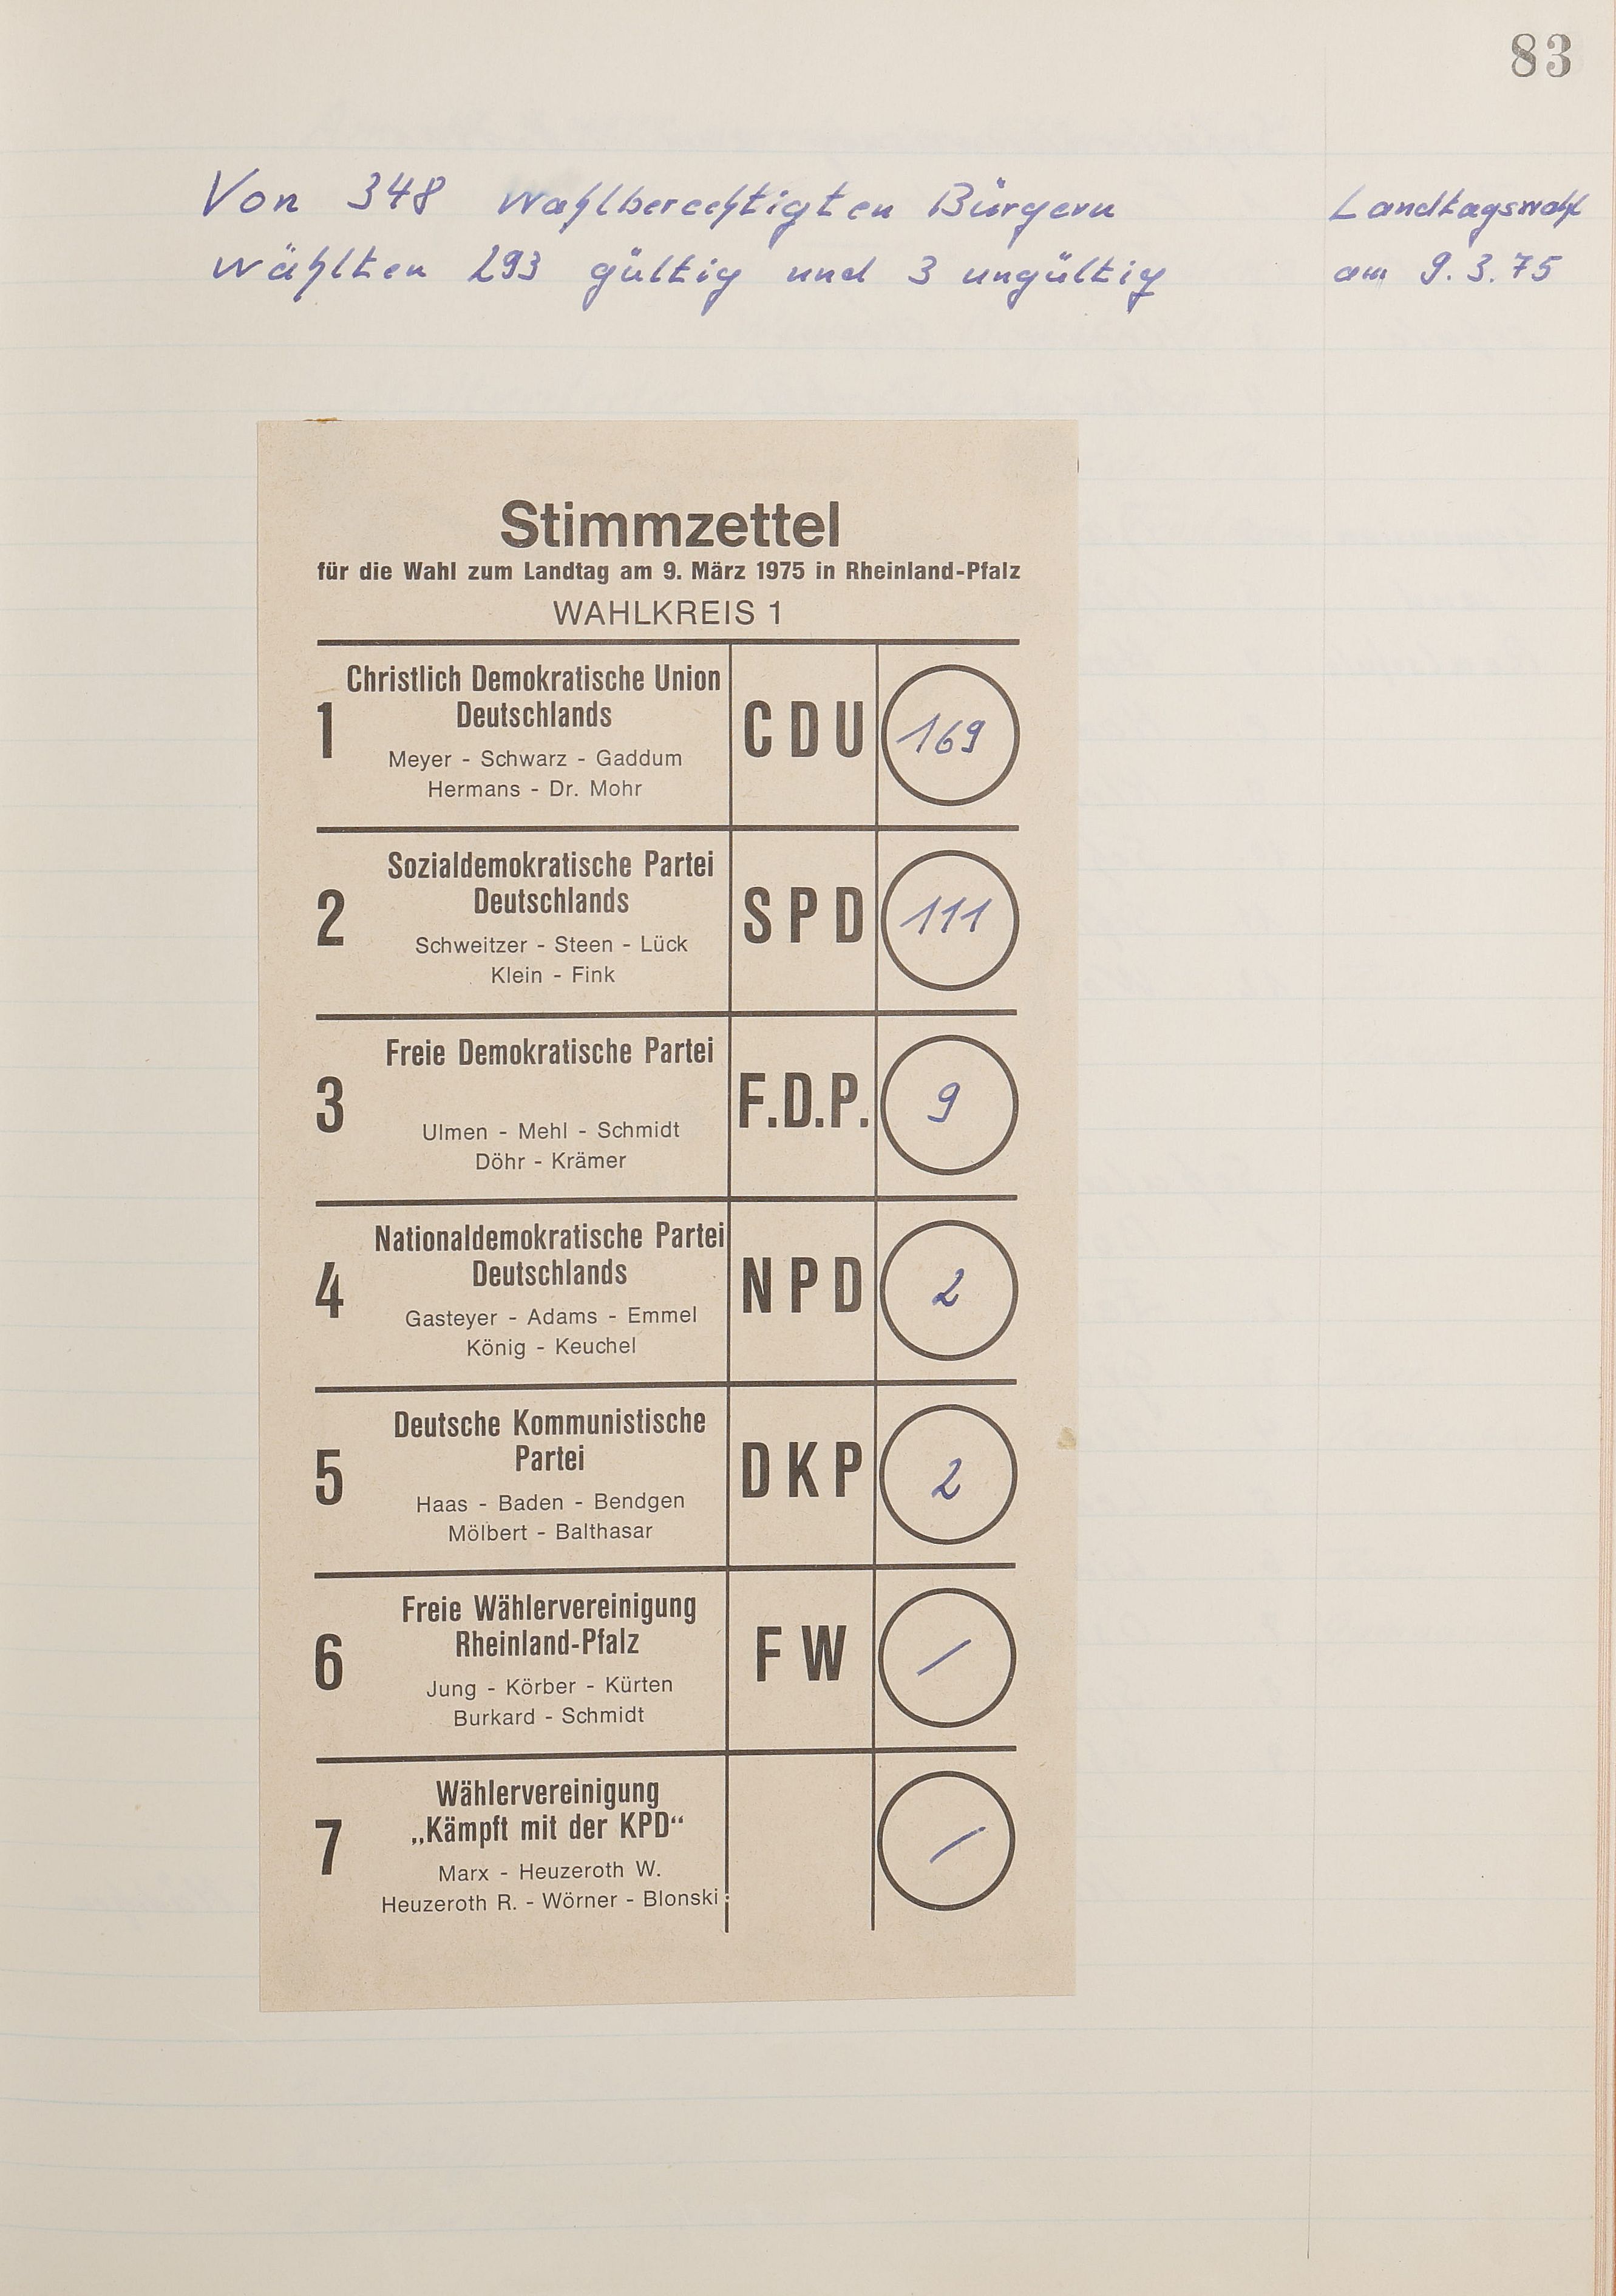 83
Von 348 wahlberechtigten Bürgern
wählten 293 gültig und 3 ungültig
Landtagswahl
am 9.3.75
Stimmzettel
für die Wahl zum Landtag am 9. März 1975 in Rheinland-Pfalz
WAHLKREIS 1
1
Christlich Demokratische Union
Deutschlands
Meyer - Schwarz - Gaddum
Hermans - Dr. Mohr
CDU
169
2
Sozialdemokratische Partei
Deutschlands
Schweitzer - Steen - Lück
Klein - Fink
SPD
111
3
Freie Demokratische Partei
Ulmen - Mehl - Schmidt
Döhr - Krämer
F.D.P.
9
4
Nationaldemokratische Partei
Deutschlands
Gasteyer - Adams - Emmel
König - Keuchel
NPD
2
5
Deutsche Kommunistische
Partei
Haas - Baden - Bendgen
Mölbert - Balthasar
DKP
2
6
Freie Wählervereinigung
Rheinland-Pfalz
Jung - Körber - Kürten
Burkard - Schmidt
FW
/
7
Wählervereinigung
„Kämpft mit der KPD“
Marx - Heuzeroth W.
Heuzeroth R. - Wörner - Blonski
/